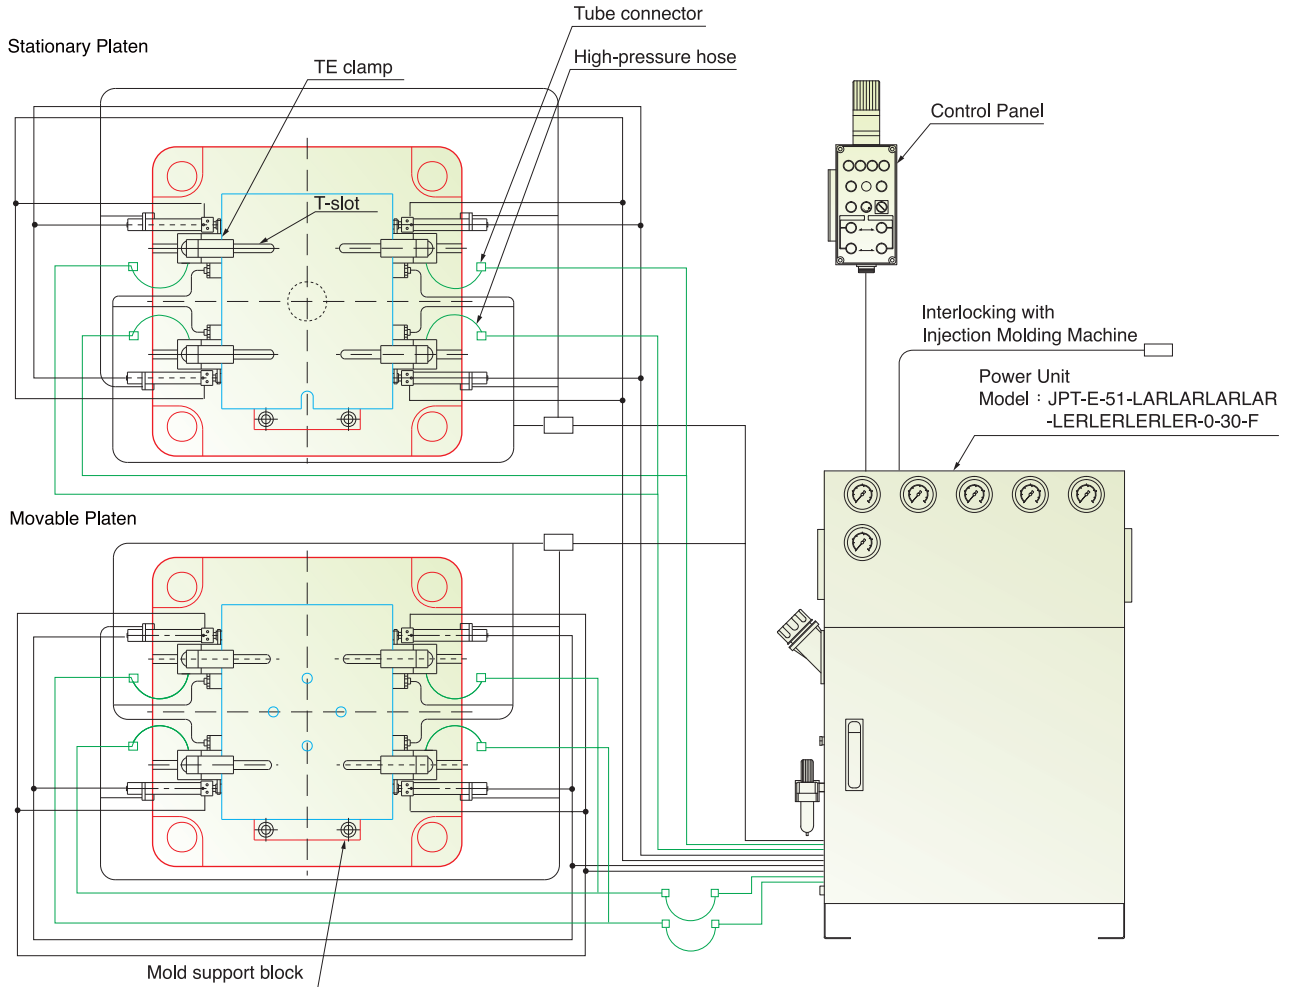 Tube connector
Stationary Platen
High-pressure hose
TE clamp
Control Panel
T-slot
Interlocking with
Injection Molding Machine
Power Unit
Model : JPT-E-51-LARLARLARLAR
-LERLERLERLER-0-30-F
Movable Platen
Mold support block